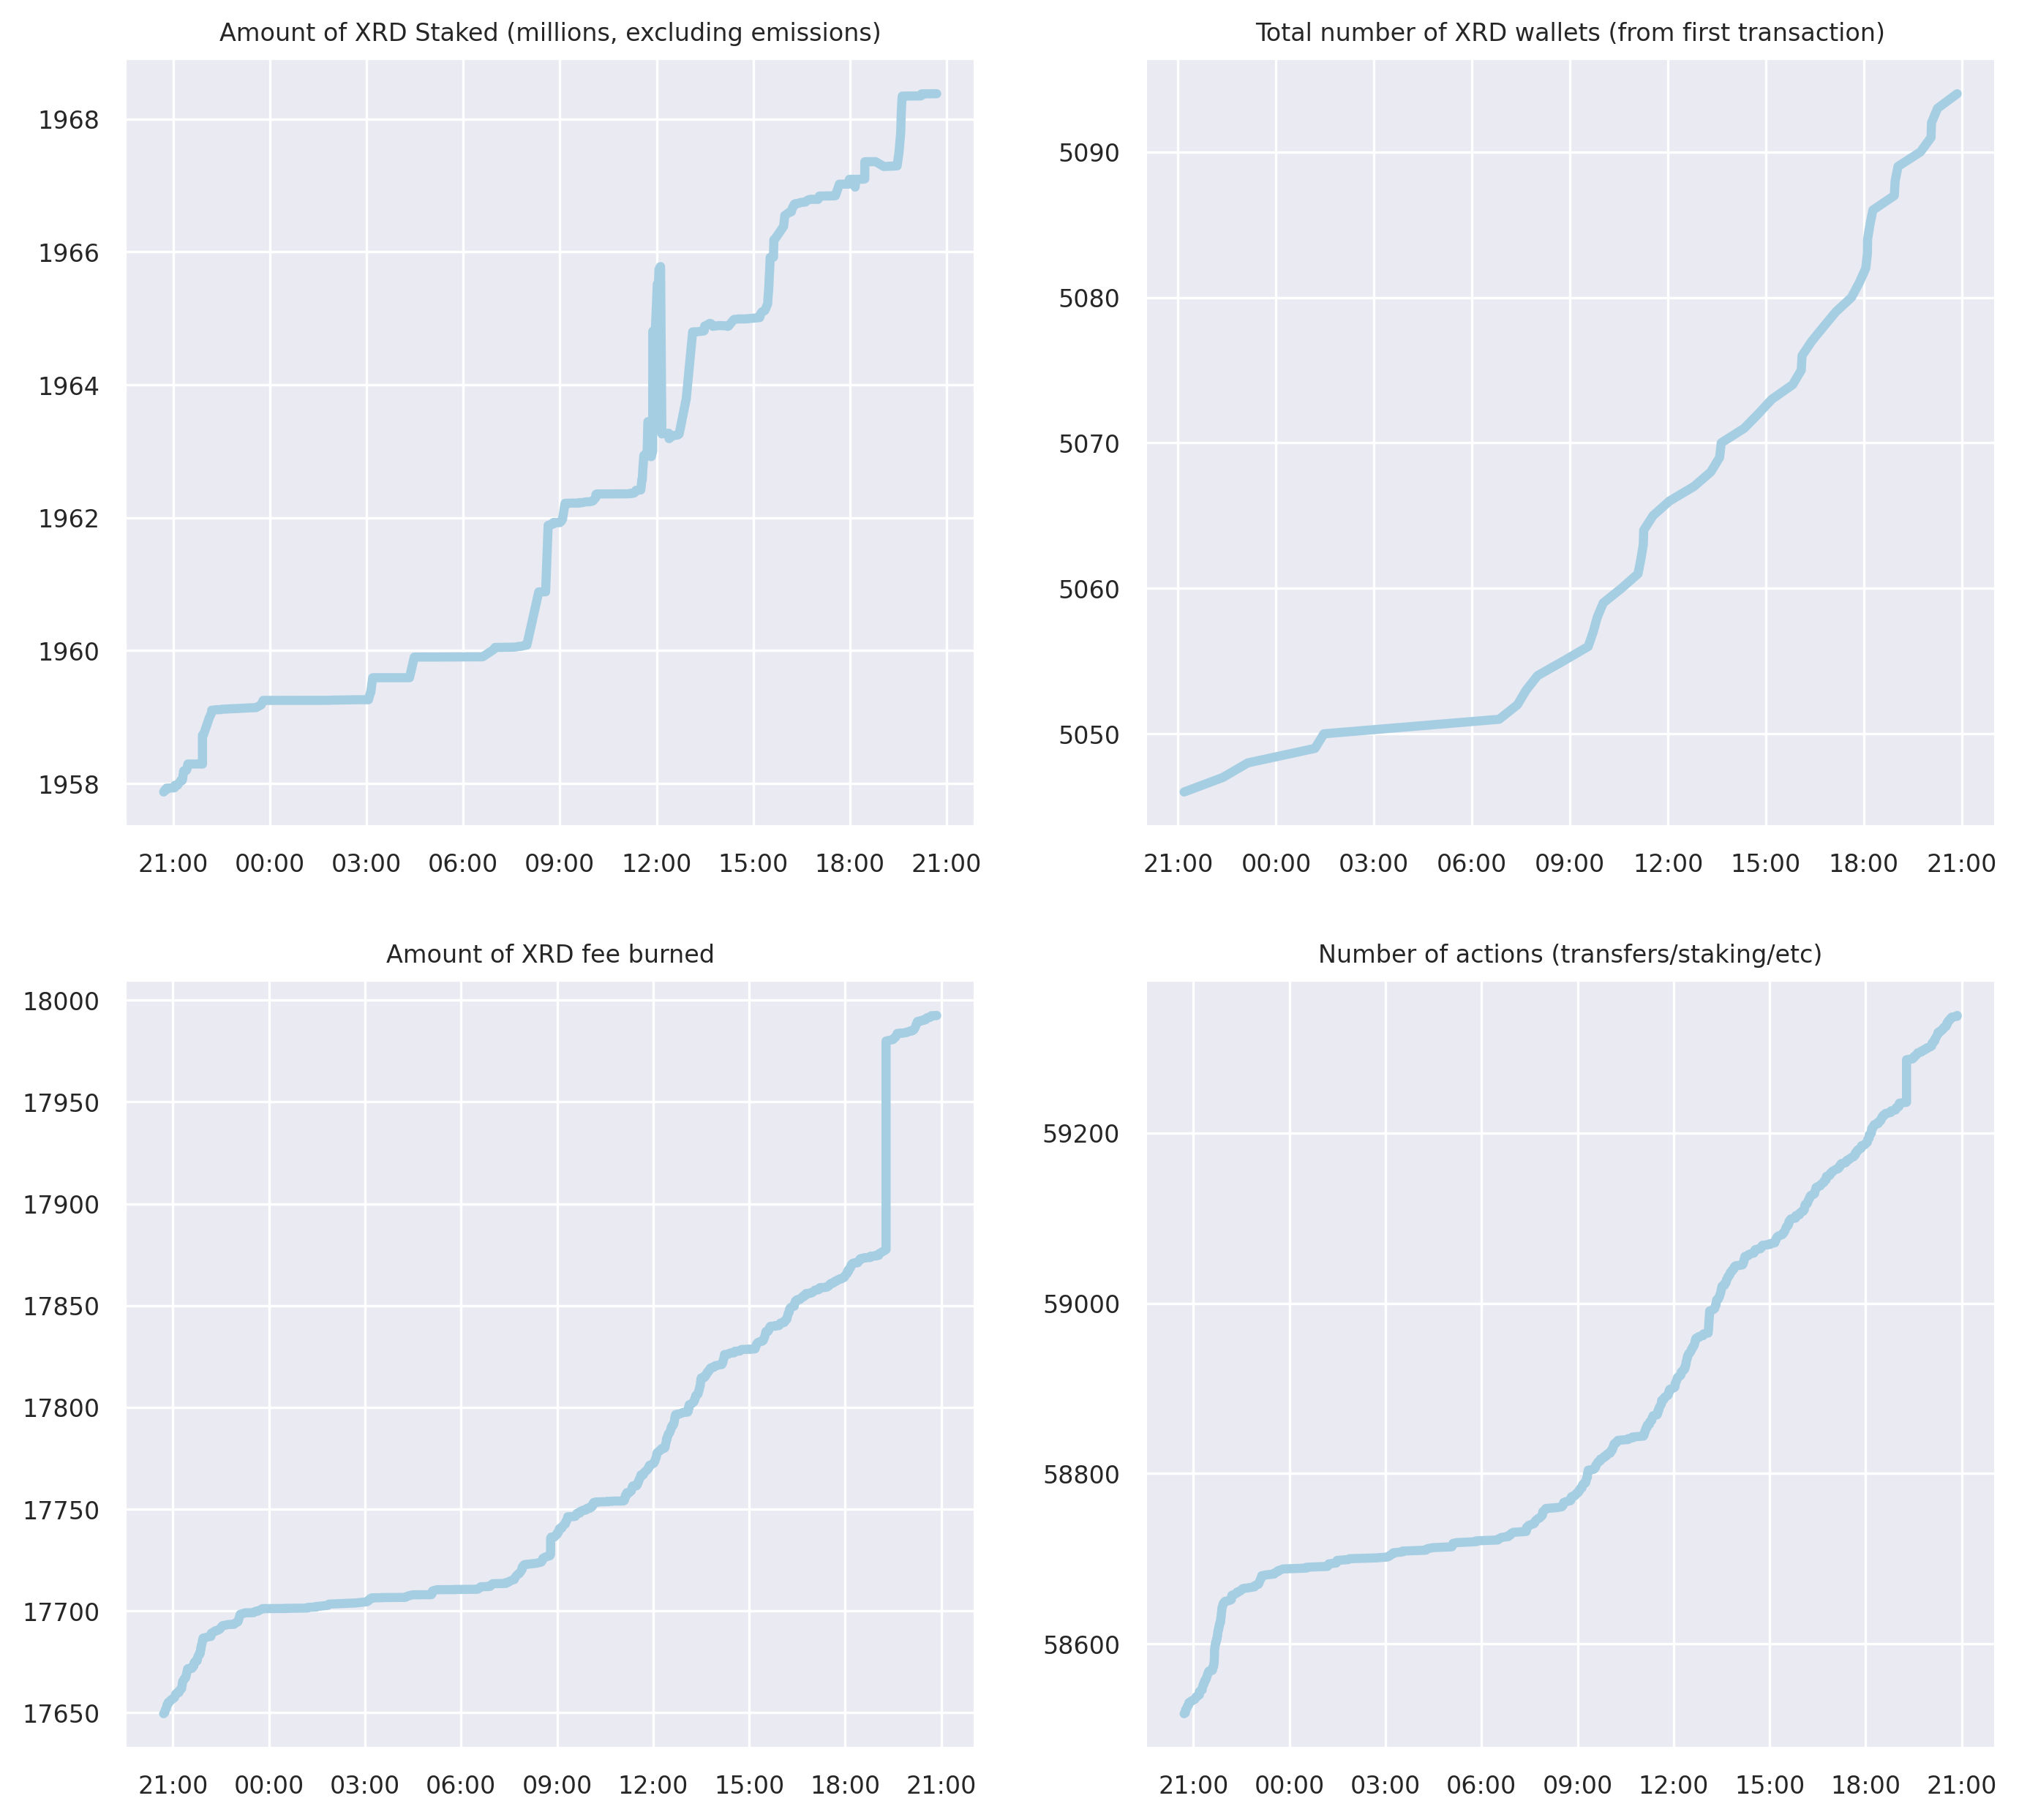 Amount of XRD Staked (millions, excluding emissions)
1968
1966
1964
1962
1960
1958
21:00 00:00 03:00 06:00 09:00 12:00 15:00 18:00 21:00
Total number of XRD wallets (from first transaction)
5090
5080
5070
5060
5050
21:00 00:00 03:00 06:00 09:00 12:00 15:00 18:00 21:00
Amount of XRD fee burned
18000
17950
17900
17850
17800
17750
17700
17650
21:00 00:00 03:00 06:00 09:00 12:00 15:00 18:00 21:00
Number of actions (transfers/staking/etc)
59200
59000
58800
58600
21:00 00:00 03:00 06:00 09:00 12:00 15:00 18:00 21:00